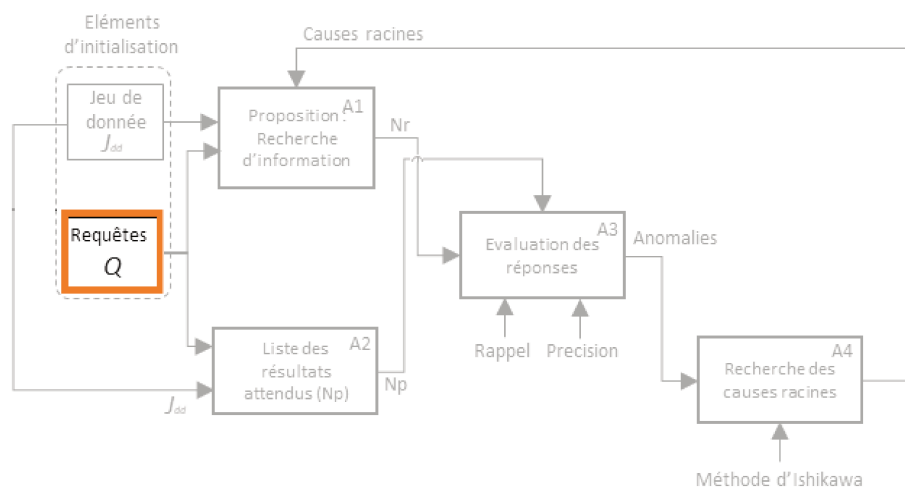 Eléments
d'initialisation
Causes racines
Jeu de
donnée
Jdd
A1
Proposition :
Recherche
d'information
Nr
Requêtes
Q
A3
Evaluation des
réponses
Anomalies
A2
Liste des
résultats
attendus (Np)
Np
Jdd
Rappel
Precision
A4
Recherche des
causes racines
Méthode d'Ishikawa